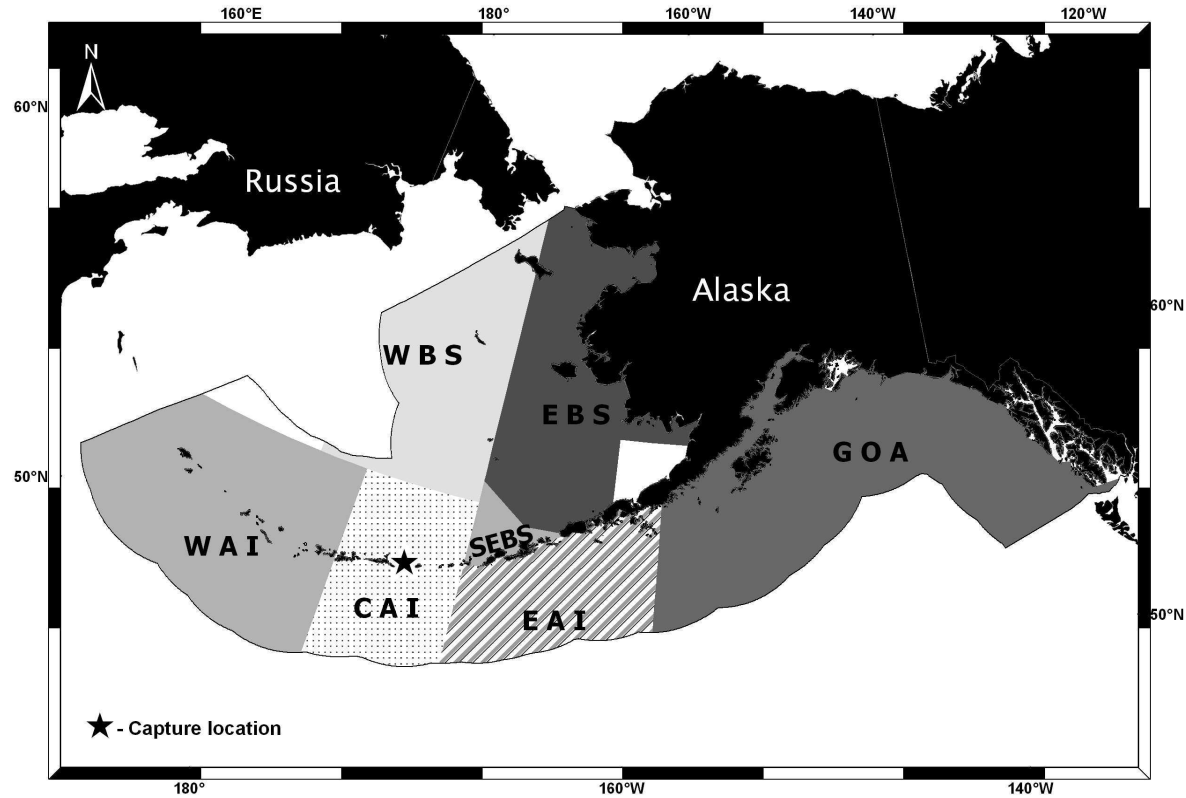 160°E 180° 160°W 140°W 120°W
N
60°N
Russia
Alaska
60°N
WBS
EBS
GOA
50°N
SEBS
WAI
CAI
EAI
50°N
- Capture location
180° 160°W 140°W